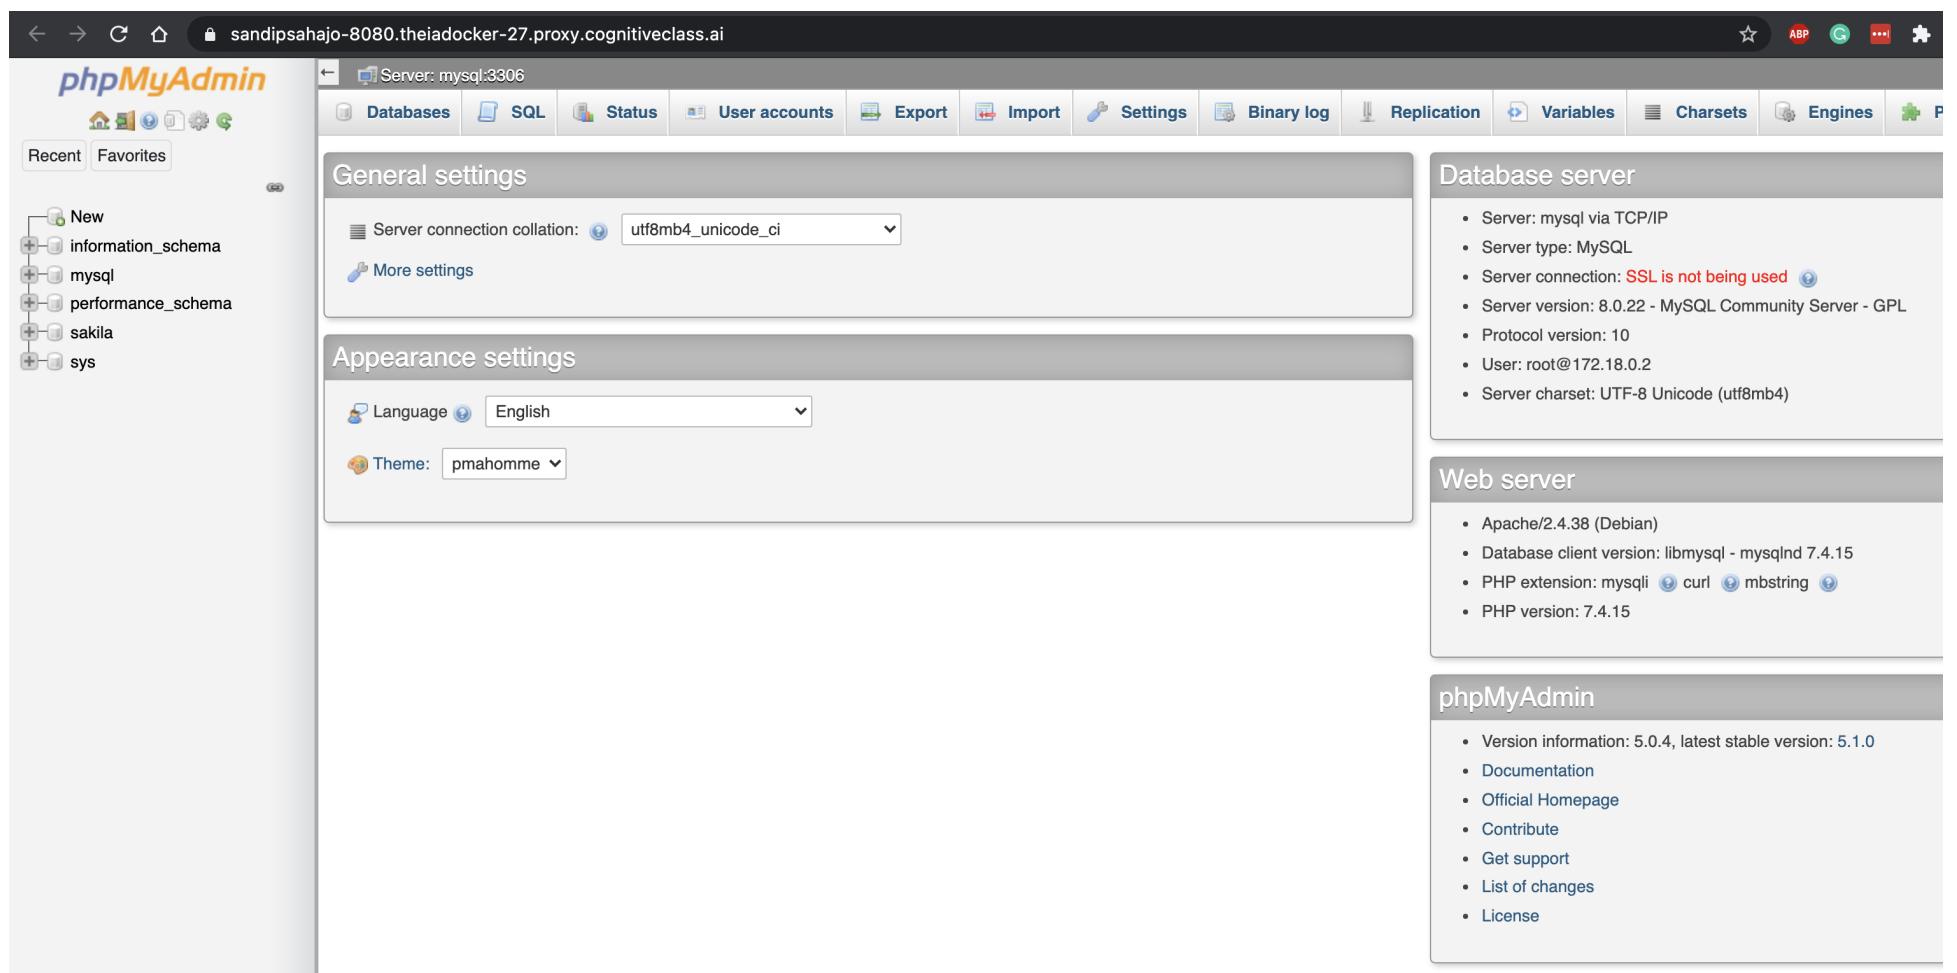 sandipsahajo-8080.theiadocker-27.proxy.cognitiveclass.ai
ABP
phpMyAdmin
Recent
Favorites
New
information_schema
mysql
performance_schema
sakila
sys
Server: mysql:3306
Databases
SQL
Status
User accounts
Export
Import
Settings
Binary log
Replication
Variables
Charsets
Engines
P
General settings
Server connection collation:
utf8mb4_unicode_ci
More settings
Appearance settings
Language
English
Theme:
pmahomme
Database server
Server: mysql via TCP/IP
Server type: MySQL
Server connection: SSL is not being used
Server version: 8.0.22 - MySQL Community Server - GPL
Protocol version: 10
User: root@172.18.0.2
Server charset: UTF-8 Unicode (utf8mb4)
Web server
Apache/2.4.38 (Debian)
Database client version: libmysql - mysqlnd 7.4.15
PHP extension: mysqli curl mbstring
PHP version: 7.4.15
phpMyAdmin
Version information: 5.0.4, latest stable version: 5.1.0
Documentation
Official Homepage
Contribute
Get support
List of changes
License